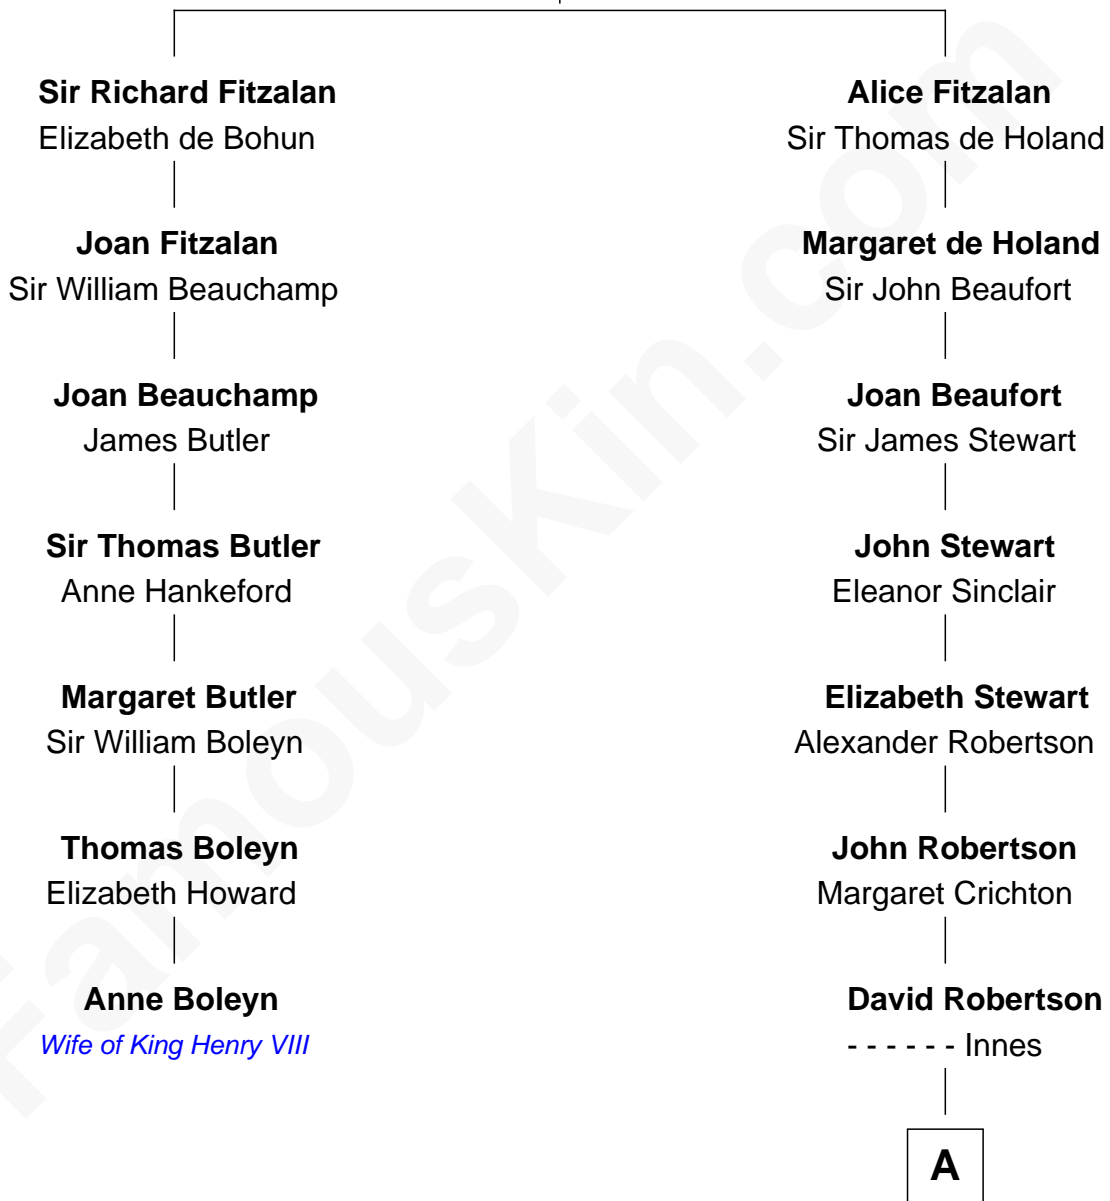 Sir Richard Fitzalan
Elizabeth de Bohun
Joan Fitzalan
Sir William Beauchamp
Joan Beauchamp
James Butler
Sir Thomas Butler
Anne Hankeford
Margaret Butler
Sir William Boleyn
Thomas Boleyn
Elizabeth Howard
Anne Boleyn
Wife of King Henry VIII
Alice Fitzalan
Sir Thomas de Holand
Margaret de Holand
Sir John Beaufort
Joan Beaufort
Sir James Stewart
John Stewart
Eleanor Sinclair
Elizabeth Stewart
Alexander Robertson
John Robertson
Margaret Crichton
David Robertson
- - - - - - Innes
A
FamousKin.com